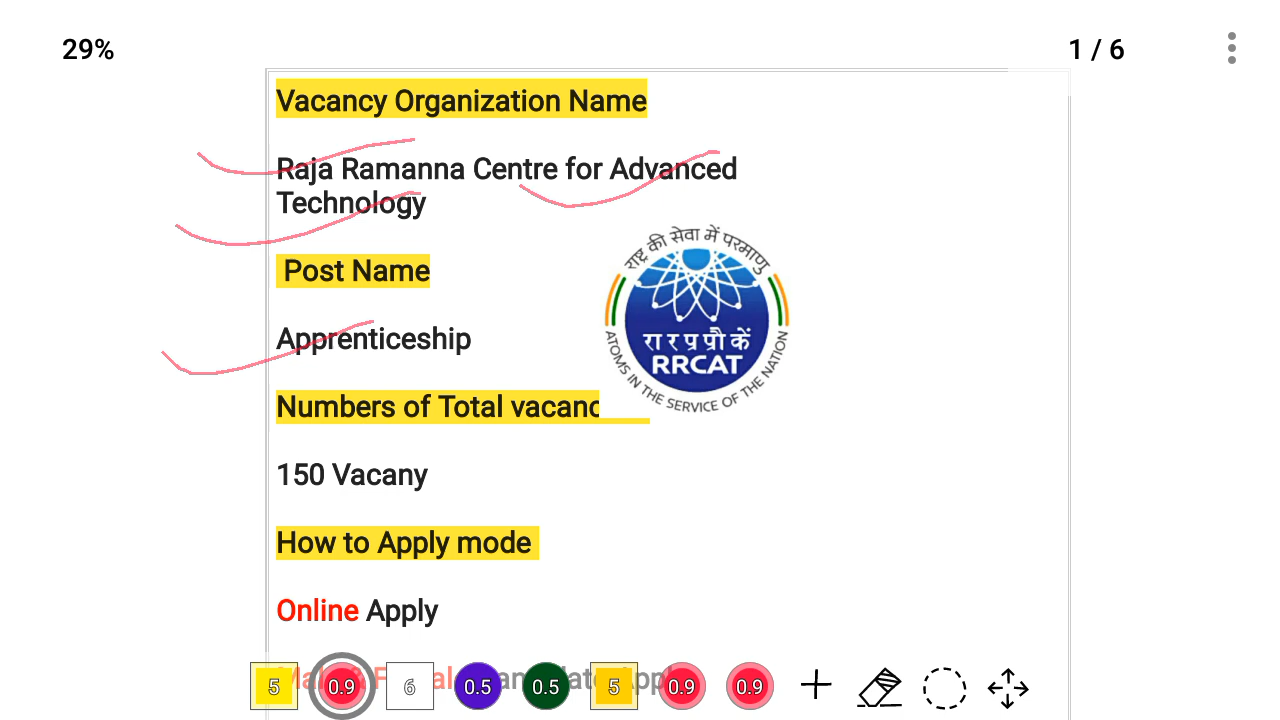 29%
1 / 6
Vacancy Organization Name
Raja Ramanna Centre for Advanced
Technology
Post Name
राष्ट्र की सेवा में परमाणु
रा र प्र प्रौ कें
RRCAT
ATOMS IN THE SERVICE OF THE NATION
Apprenticeship
Numbers of Total vacanc
150 Vacany
How to Apply mode
Online Apply
5
0.9
6
0.5
0.5
5
0.9
0.9